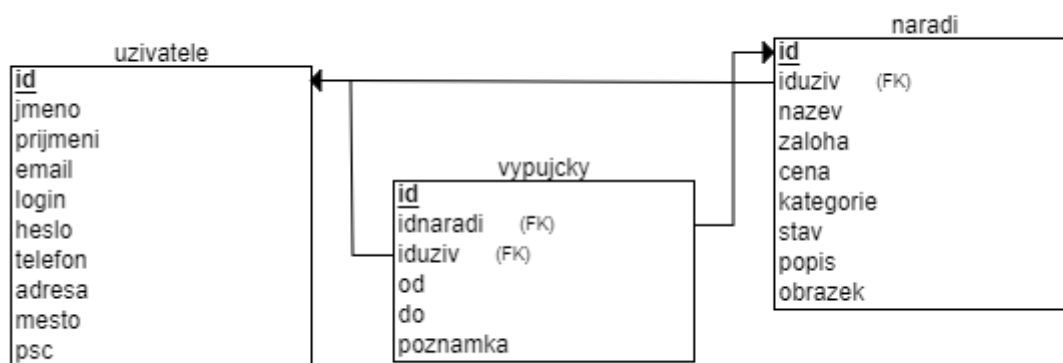 uzivatele
id
jmeno
prijmeni
email
login
heslo
telefon
adresa
mesto
psc
vypujcky
id
idnaradi (FK)
iduziv (FK)
od
do
poznamka
naradi
id
iduziv (FK)
nazev
zaloha
cena
kategorie
stav
popis
obrazek